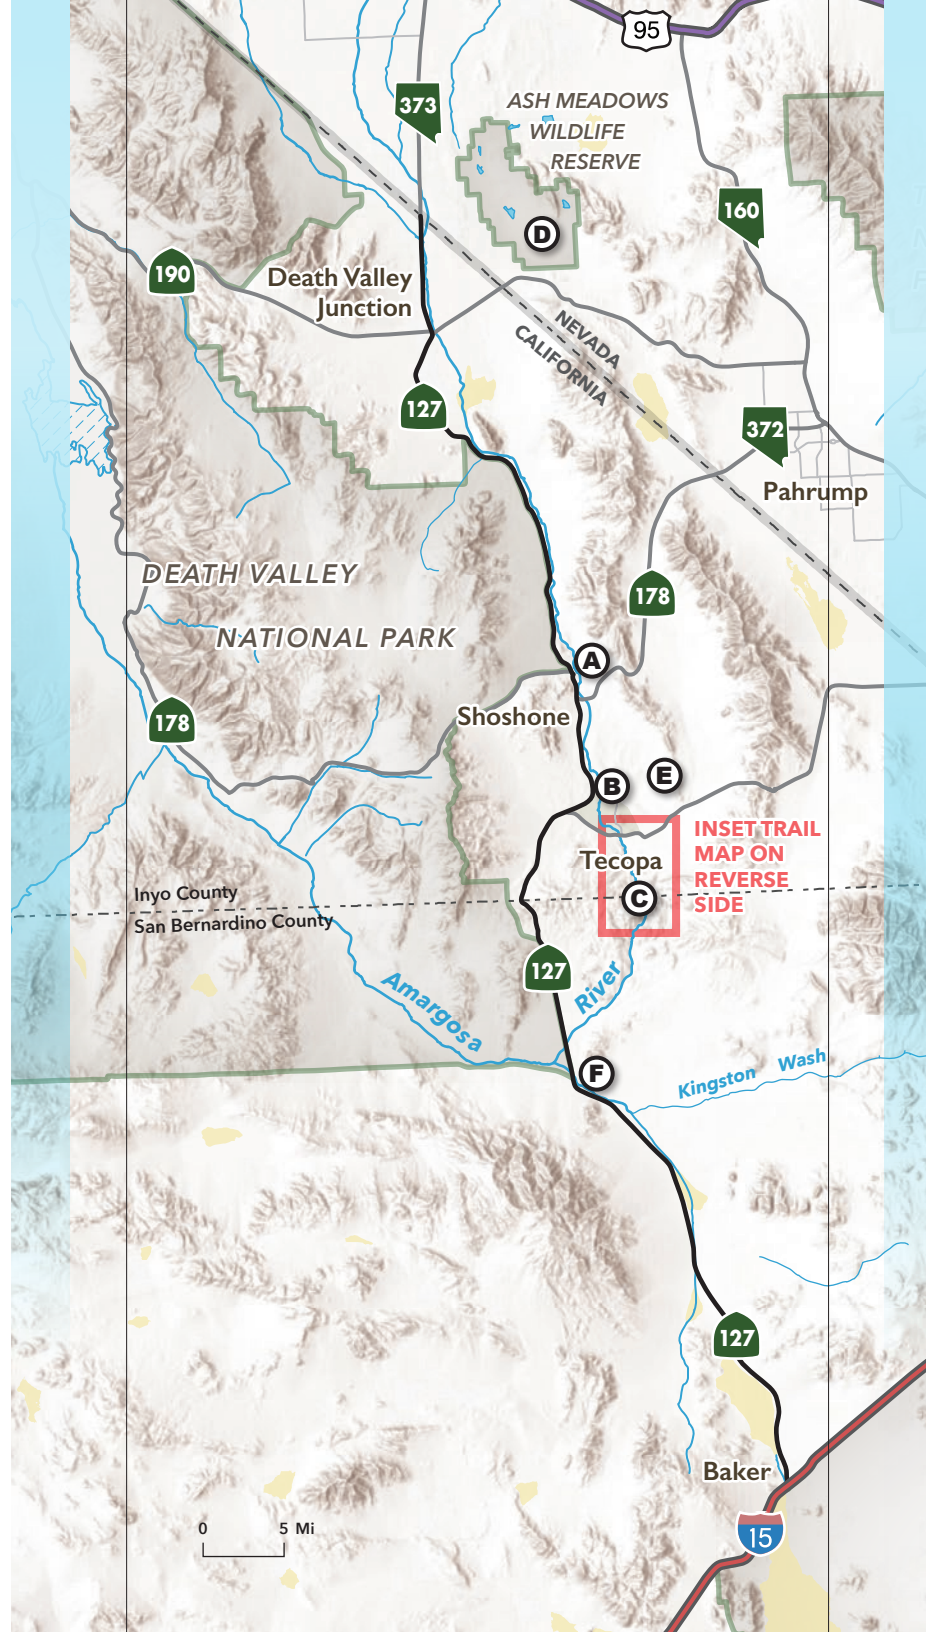 95
373
ASH MEADOWS
WILDLIFE
RESERVE
160
D
190
Death Valley
Junction
NEVADA
CALIFORNIA
127
372
Pahrump
DEATH VALLEY
178
NATIONAL PARK
A
Shoshone
178
B
E
INSET TRAIL
MAP ON
REVERSE
SIDE
Tecopa
C
Inyo County
San Bernardino County
127
Amargosa
River
F
Kingston Wash
127
Baker
0 5 Mi
15